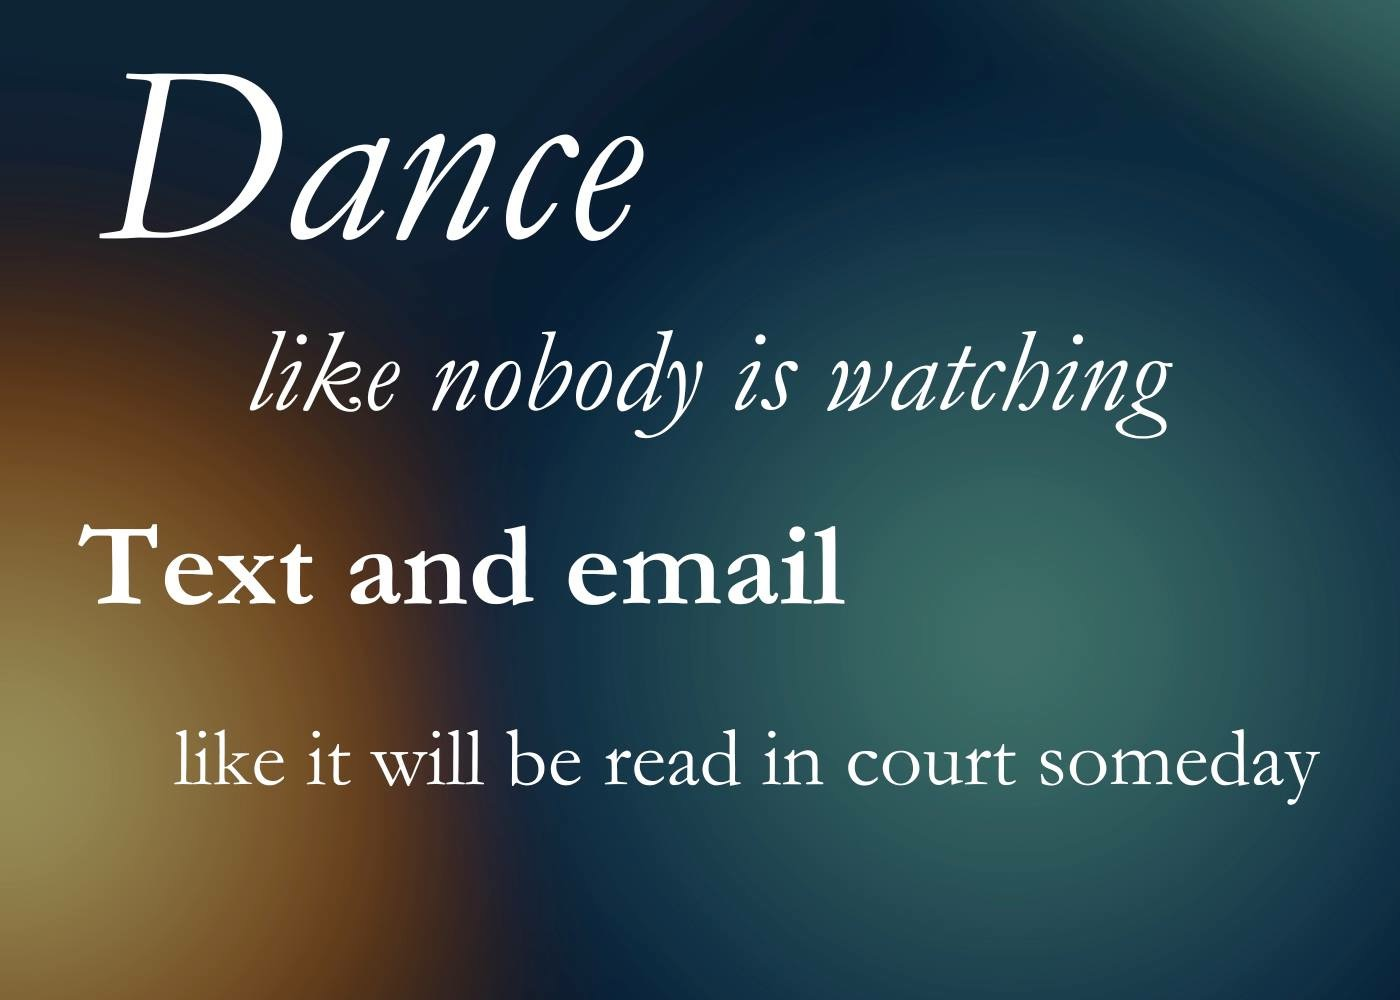 Dance
like nobody is watching
Text and email
like it will be read in court someday